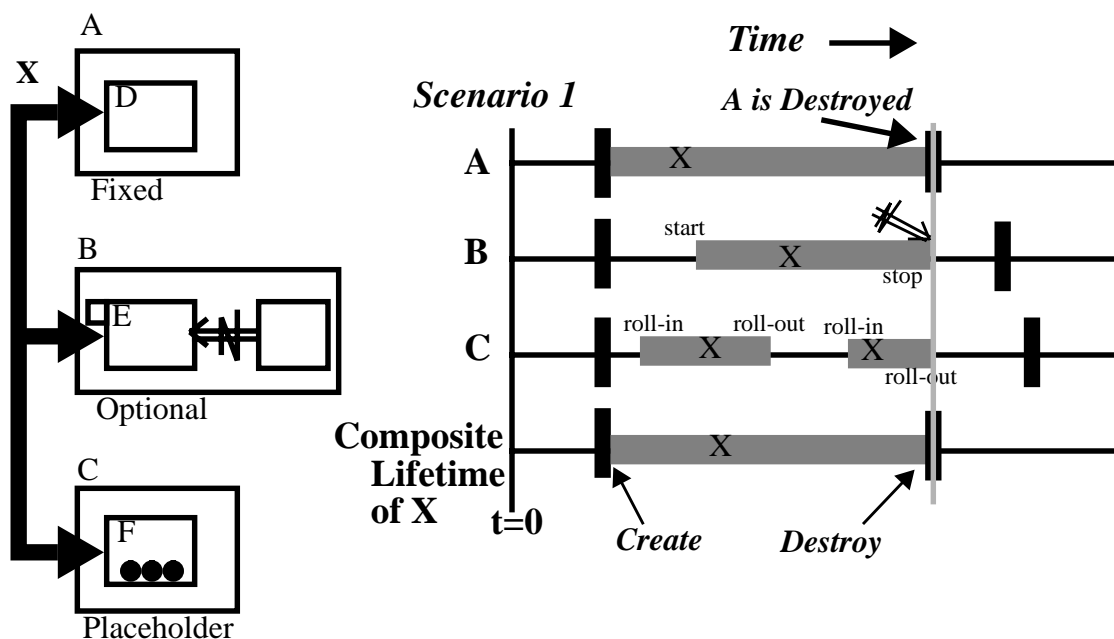 A
X
D
Fixed
B
E
Optional
C
F
Placeholder
Time
Scenario 1
A is Destroyed
A
X
B
start
X
stop
C
roll-in
roll-out
roll-in
X
X
roll-out
Composite
Lifetime
of X
X
t=0
Create
Destroy